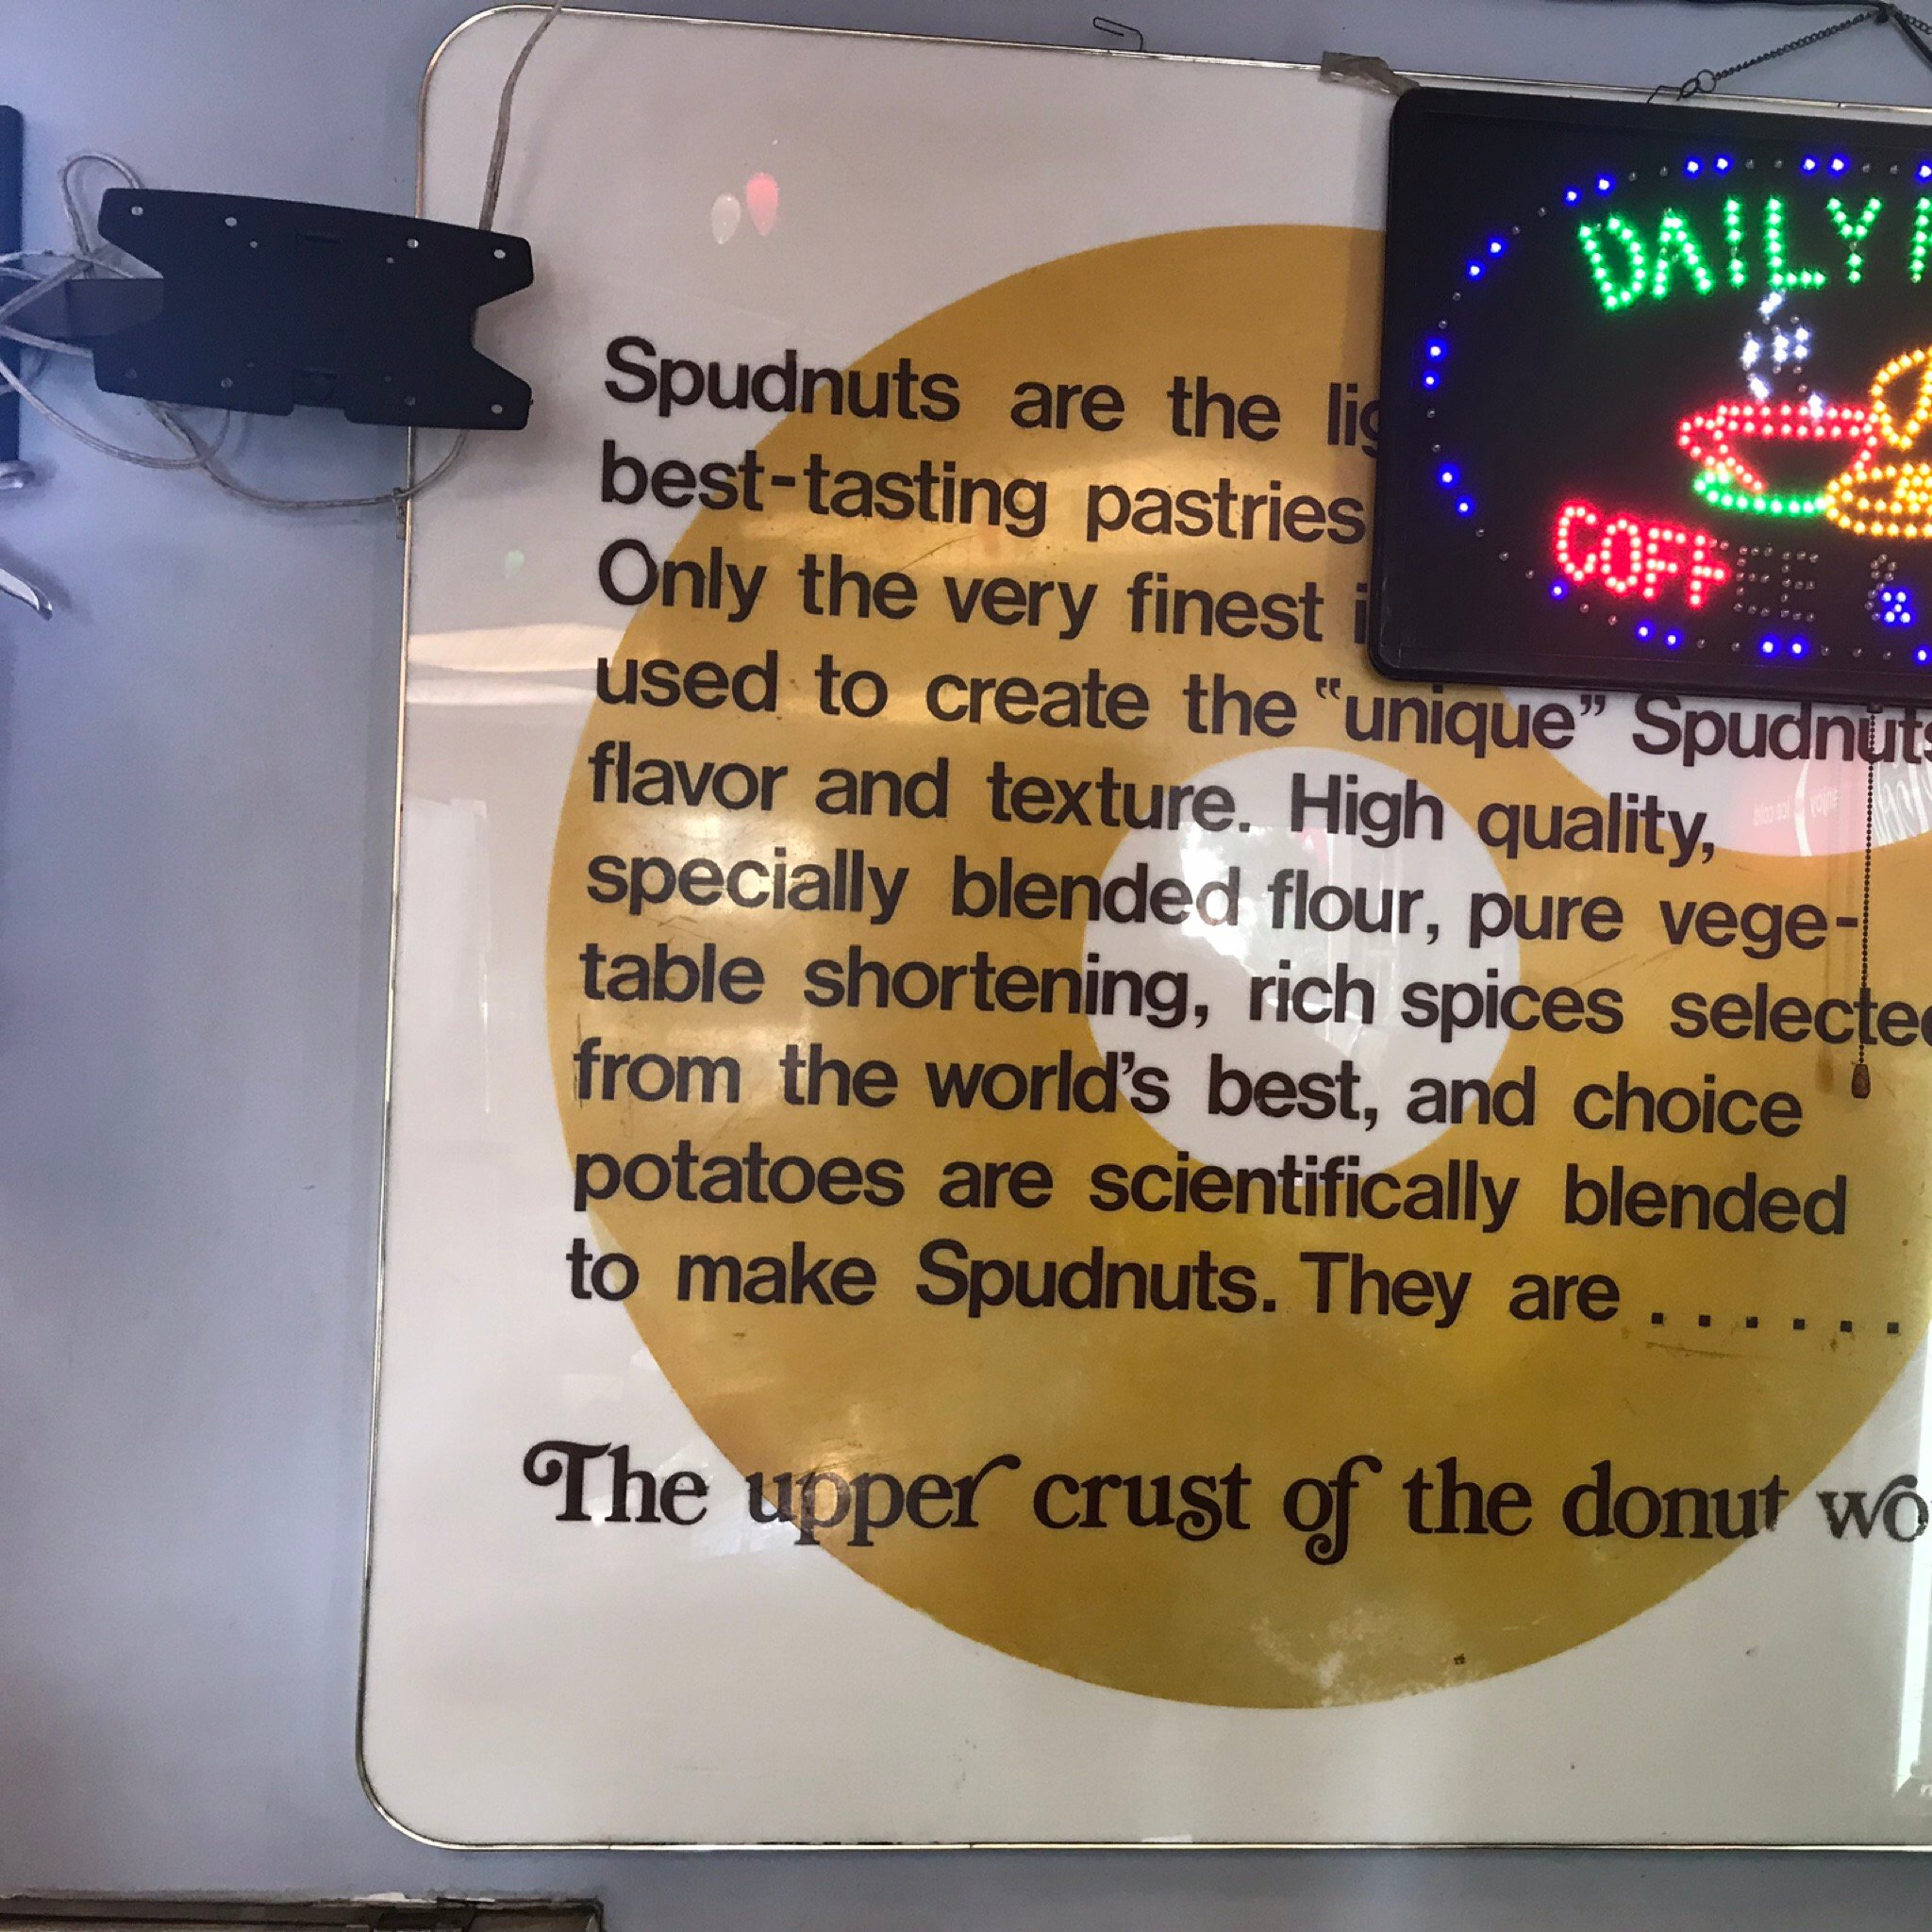 Spudnuts are the
best-tasting pastries
Only the very finest
used to create the "unique" Spudnuts
flavor and texture. High quality,
specially blended flour, pure vege-
table shortening, rich spices selected
from the world's best, and choice
potatoes are scientifically blended
to make Spudnuts. They are . . . . . .
The upper crust of the donut
DAILY
COFFEE &